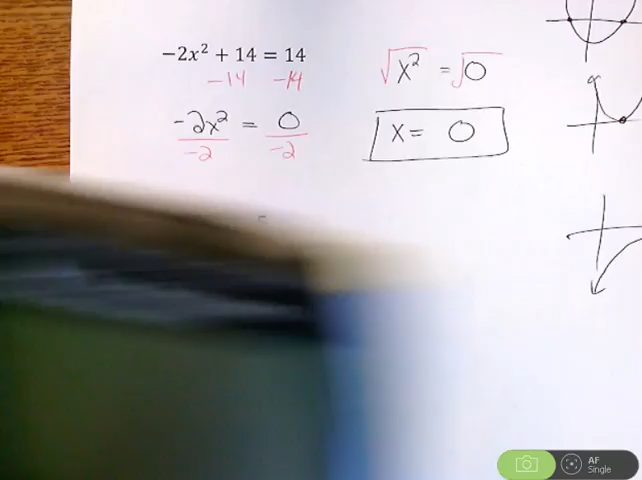 −2x² + 14 = 14
−14 −14
−2x² = 0
−2 −2
√x² = √0
x = 0
AF
Single